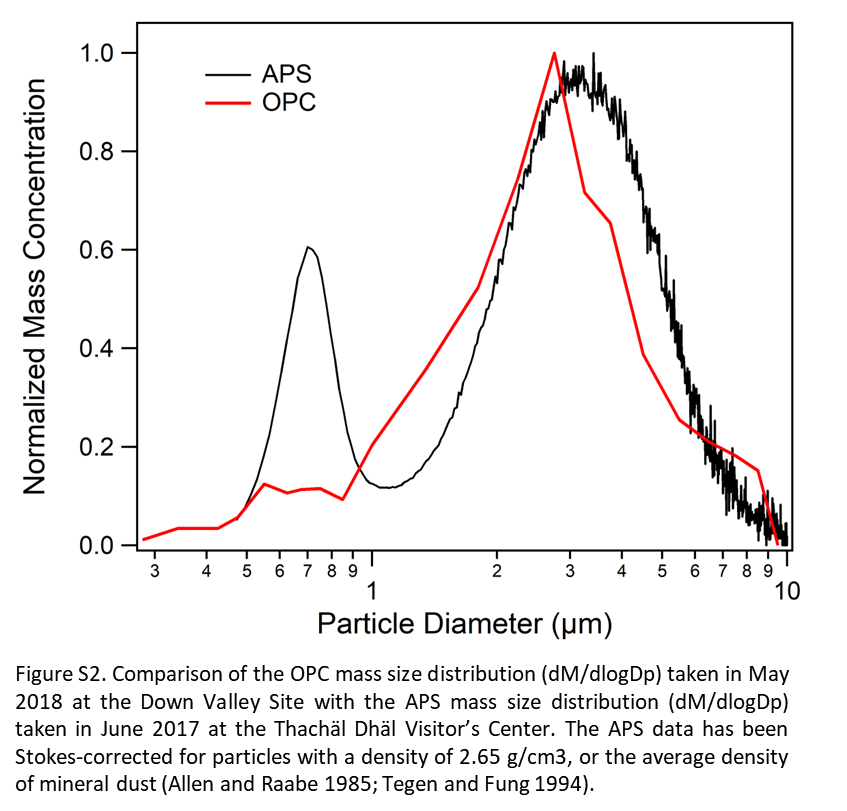 1.0
0.8
0.6
0.4
0.2
0.0
Normalized Mass Concentration
APS
OPC
3 4 5 6 7 8 9 2 3 4 5 6 7 8 9
1 10
Particle Diameter (µm)
Figure S2. Comparison of the OPC mass size distribution (dM/dlogDp) taken in May
2018 at the Down Valley Site with the APS mass size distribution (dM/dlogDp)
taken in June 2017 at the Thachäl Dhäl Visitor’s Center. The APS data has been
Stokes-corrected for particles with a density of 2.65 g/cm3, or the average density
of mineral dust (Allen and Raabe 1985; Tegen and Fung 1994).